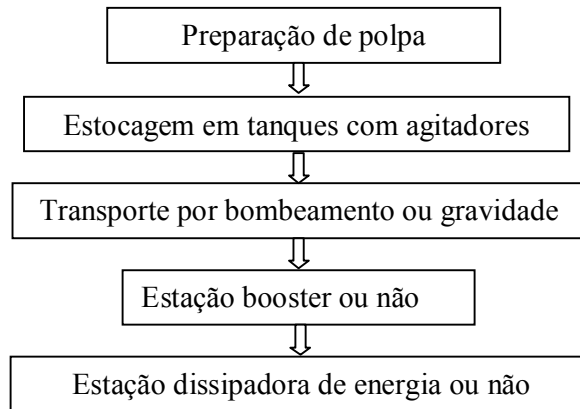 Preparação de polpa
Estocagem em tanques com agitadores
Transporte por bombeamento ou gravidade
Estação booster ou não
Estação dissipadora de energia ou não